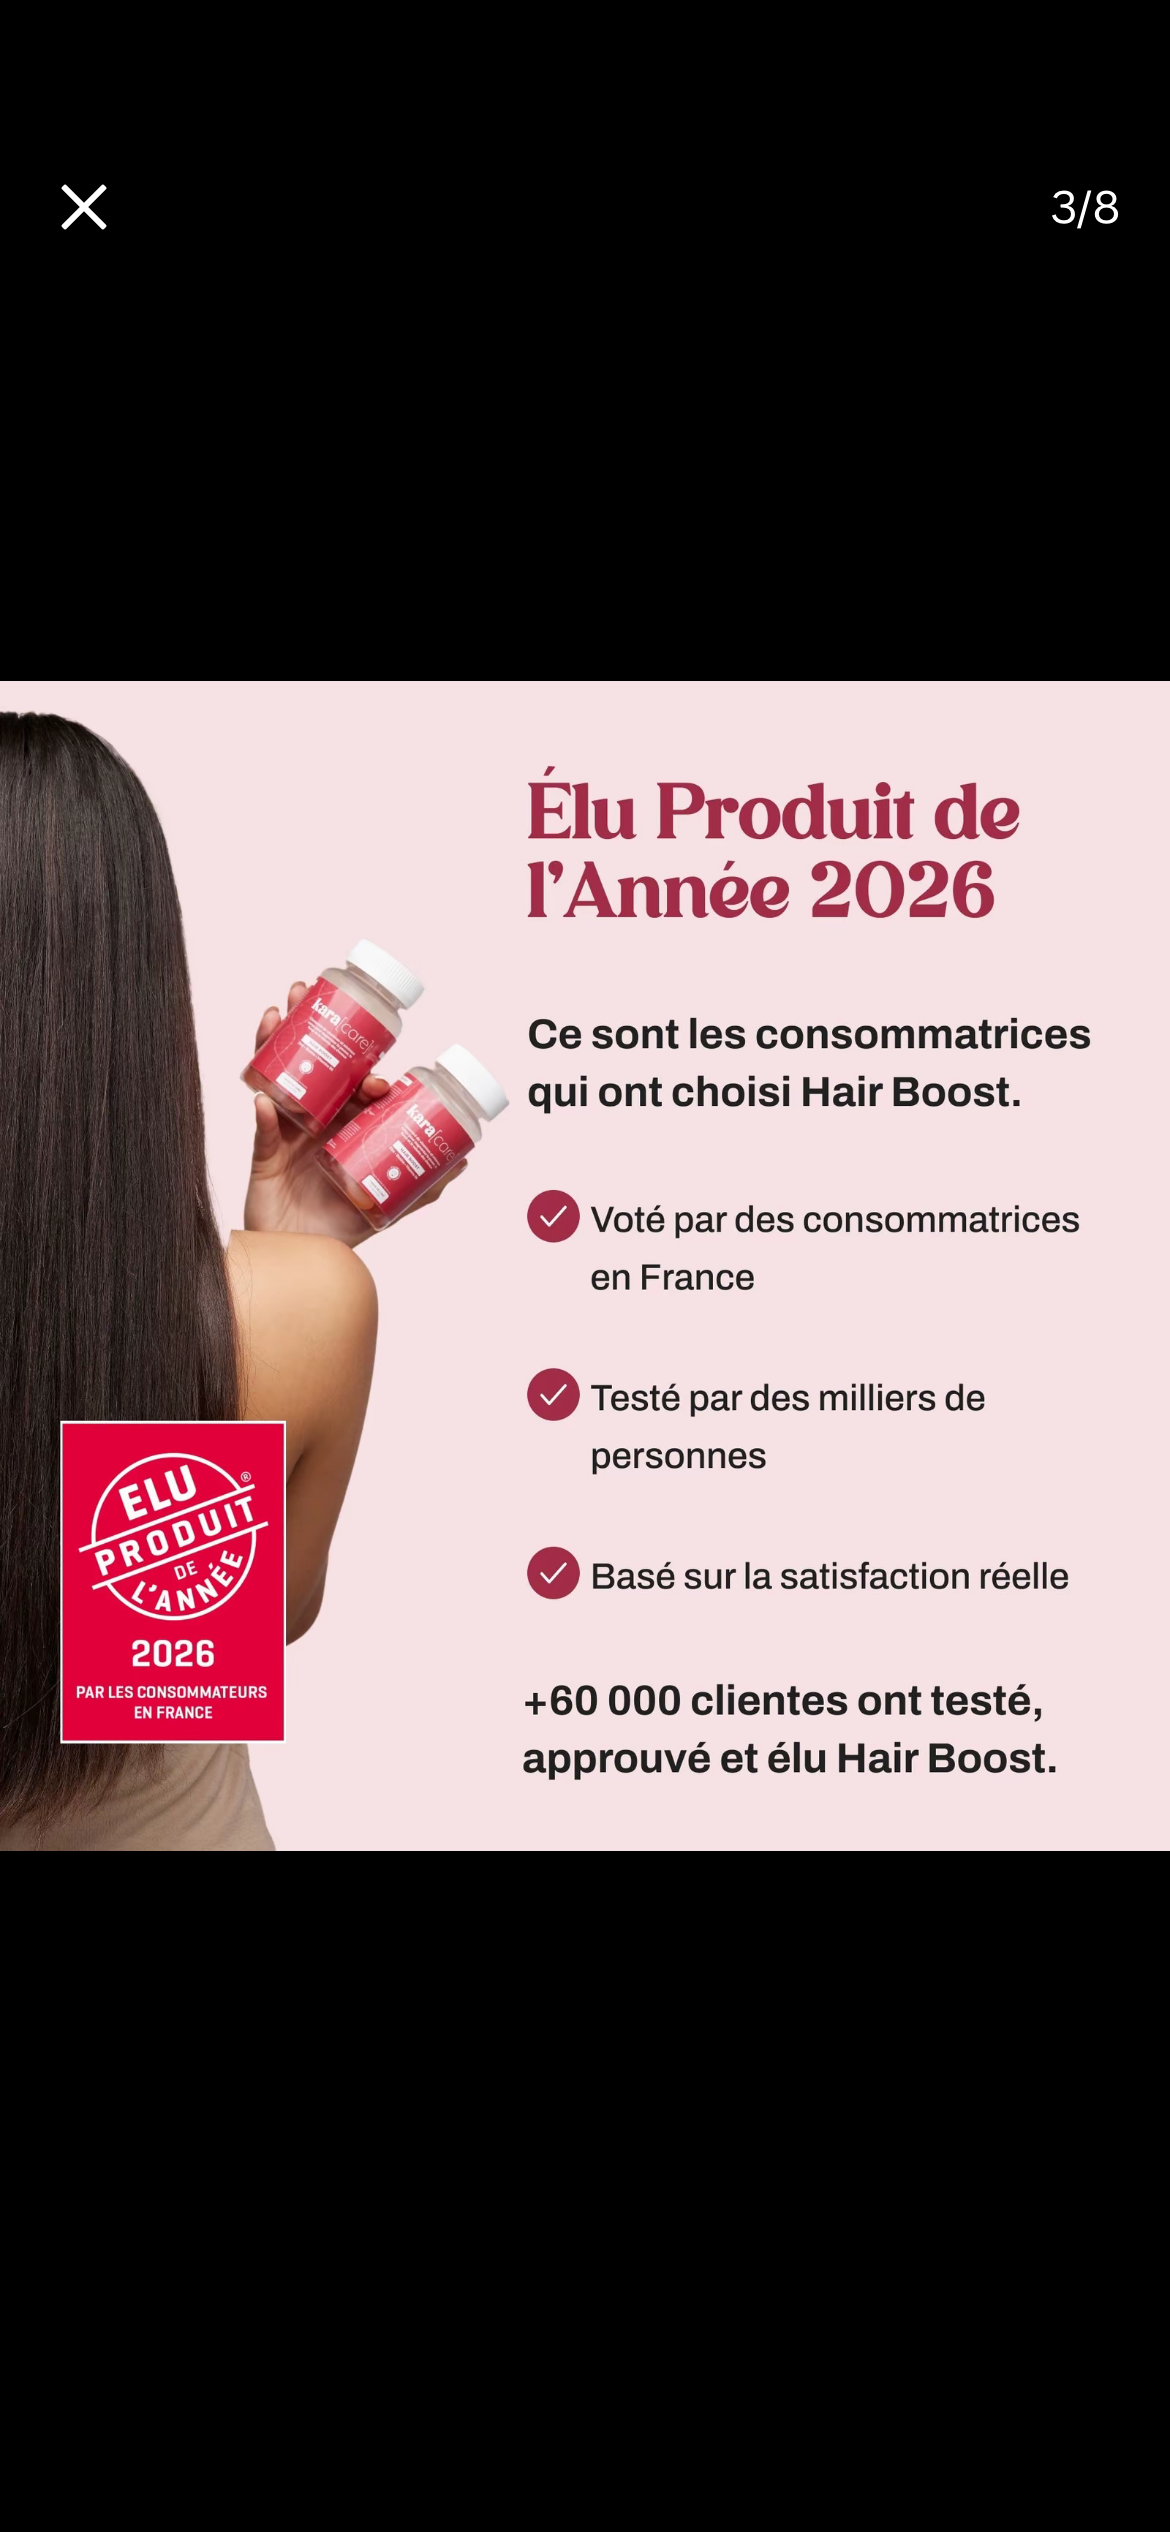 3/8
Élu Produit de
l'Année 2026
Ce sont les consommatrices
qui ont choisi Hair Boost.
Voté par des consommatrices
en France
Testé par des milliers de
personnes
Basé sur la satisfaction réelle
+60 000 clientes ont testé,
approuvé et élu Hair Boost.
kara[care]
kara[care]
ELU
PRODUIT
DE
L'ANNÉE
®
2026
PAR LES CONSOMMATEURS
EN FRANCE